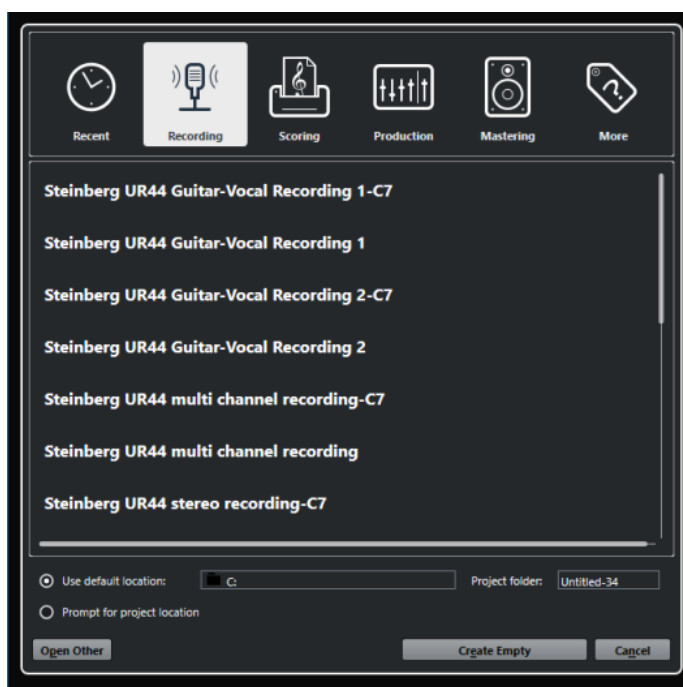 Recent Recording Scoring Production Mastering More
Steinberg UR44 Guitar-Vocal Recording 1-C7
Steinberg UR44 Guitar-Vocal Recording 1
Steinberg UR44 Guitar-Vocal Recording 2-C7
Steinberg UR44 Guitar-Vocal Recording 2
Steinberg UR44 multi channel recording-C7
Steinberg UR44 multi channel recording
Steinberg UR44 stereo recording-C7
Use default location: C: Project folder: Untitled-34
Prompt for project location
Open Other Create Empty Cancel